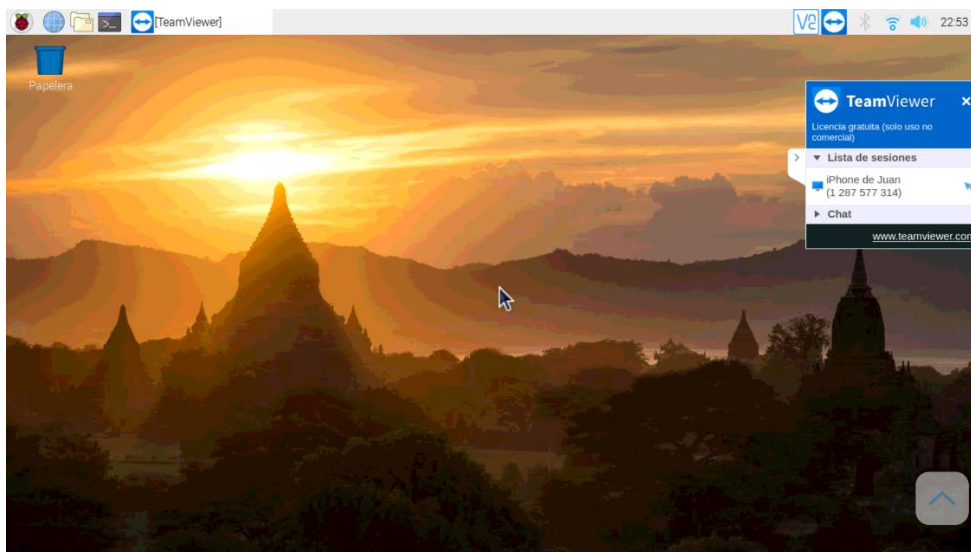 [TeamViewer]
V2
22:53
Papelera
TeamViewer
Licencia gratuita (solo uso no
comercial)
Lista de sesiones
iPhone de Juan
(1 287 577 314)
Chat
www.teamviewer.com